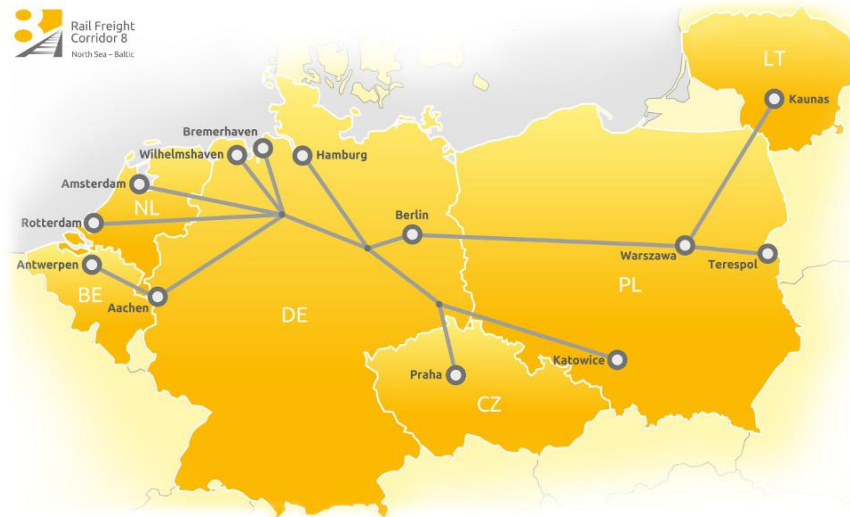 Rail Freight
Corridor 8
North Sea – Baltic
LT
Kaunas
Bremerhaven
Wilhelmshaven
Hamburg
Amsterdam
NL
Rotterdam
Berlin
Antwerpen
Warszawa
Terespol
BE
Aachen
DE
PL
Praha
Katowice
CZ